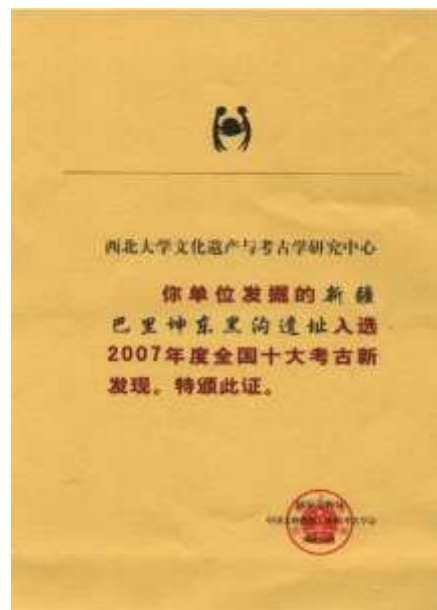 西北大学文化遗产与考古学研究中心
你单位发掘的新疆
巴里坤东黑沟遗址入选
2007年度全国十大考古新
发现。特颁此证。